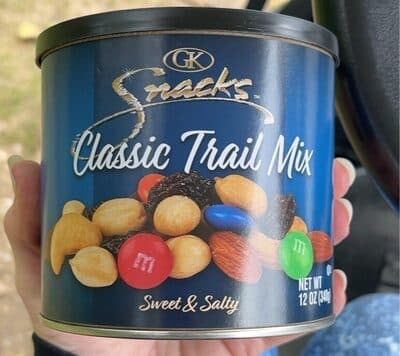 GK
Snacks
Classic Trail Mix
m
m
Sweet & Salty
NET WT
12 OZ (340g)